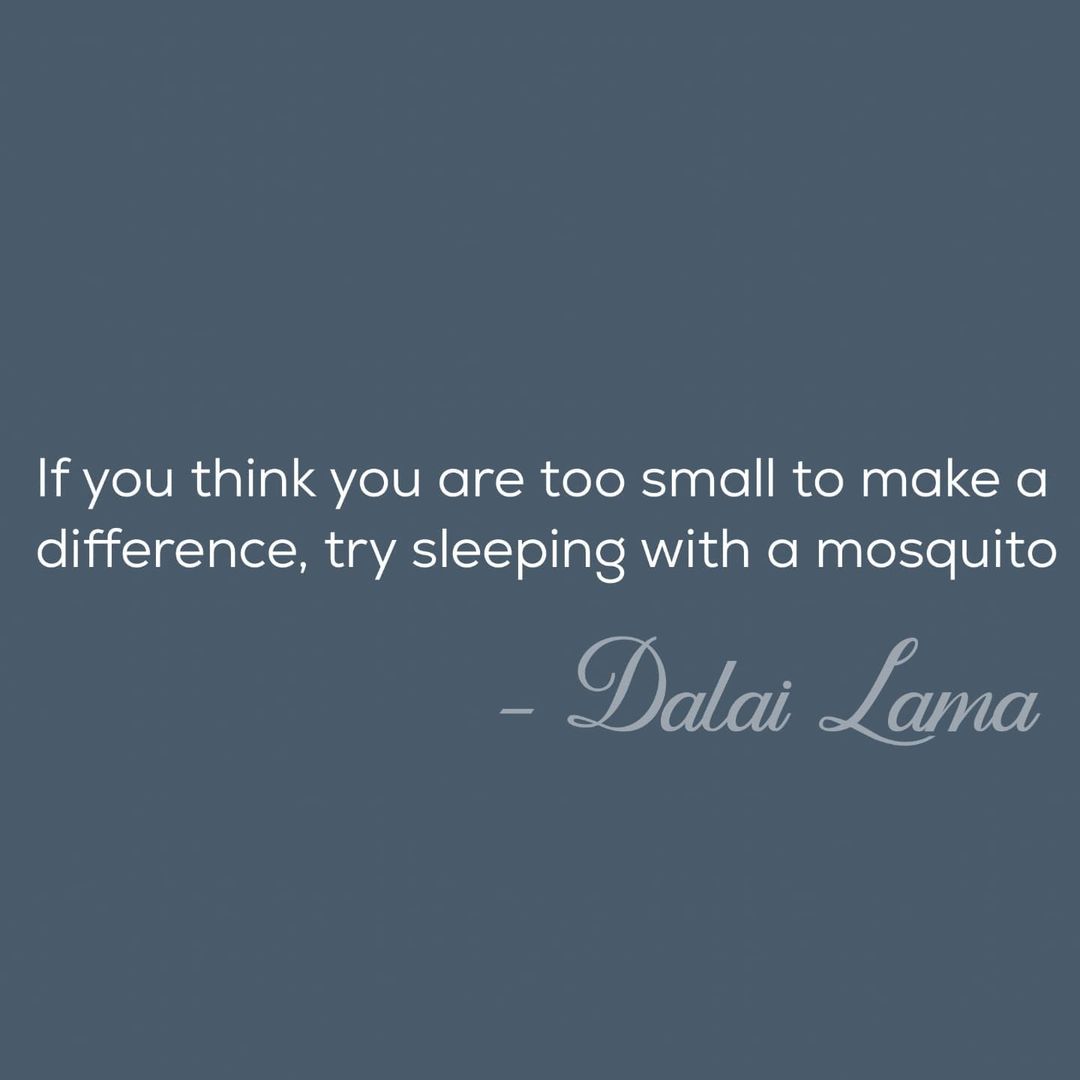 If you think you are too small to make a
difference, try sleeping with a mosquito
- Dalai Lama